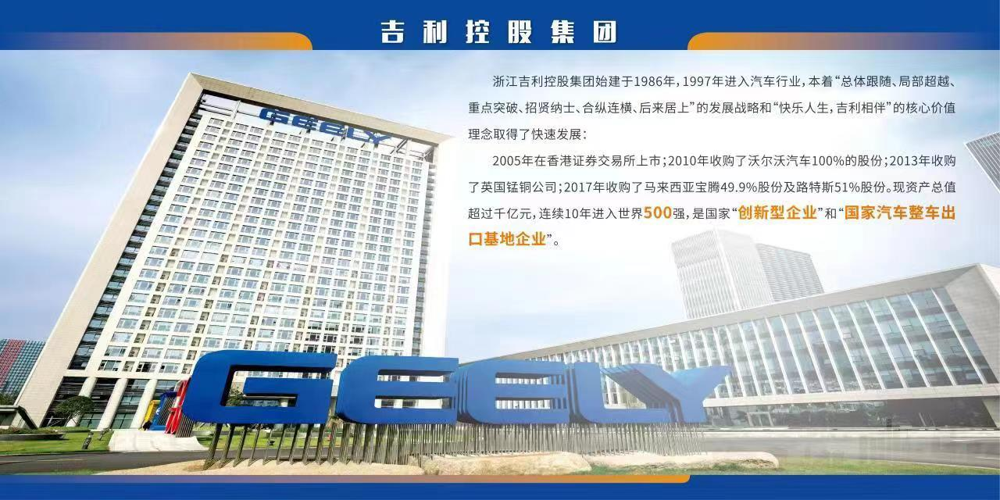 吉利控股集团
浙江吉利控股集团始建于1986年，1997年进入汽车行业，本着“总体跟随、局部超越、
重点突破、招贤纳士、合纵连横、后来居上”的发展战略和“快乐人生，吉利相伴”的核心价值
理念取得了快速发展：
2005年在香港证券交易所上市；2010年收购了沃尔沃汽车100%的股份；2013年收购
了英国锰铜公司；2017年收购了马来西亚宝腾49.9%股份及路特斯51%股份。现资产总值
超过千亿元，连续10年进入世界500强，是国家“创新型企业”和“国家汽车整车出
口基地企业”。
GEELY
GEELY